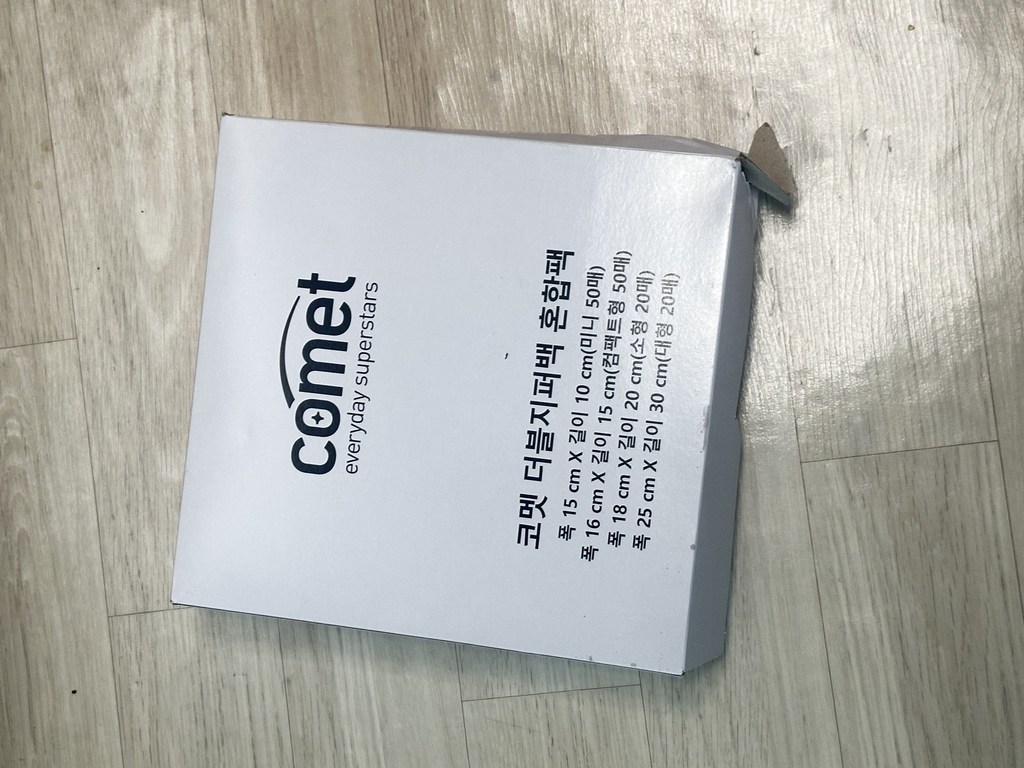 comet
everyday superstars
코멧 더블지퍼백 혼합팩
폭 15 cm X 길이 10 cm(미니 50매)
폭 16 cm X 길이 15 cm(컴팩트형 50매)
폭 18 cm X 길이 20 cm(소형 20매)
폭 25 cm X 길이 30 cm(대형 20매)